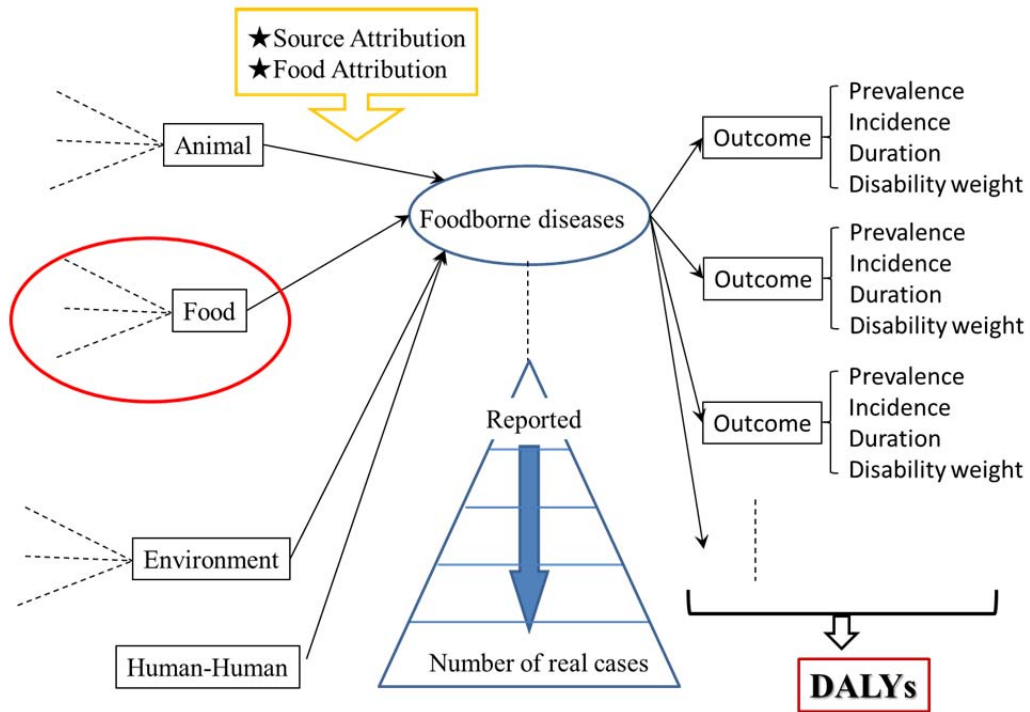 ★Source Attribution
★Food Attribution
Animal
Food
Environment
Human-Human
Foodborne diseases
Reported
Number of real cases
Outcome
Prevalence
Incidence
Duration
Disability weight
Outcome
Prevalence
Incidence
Duration
Disability weight
Outcome
Prevalence
Incidence
Duration
Disability weight
DALYs